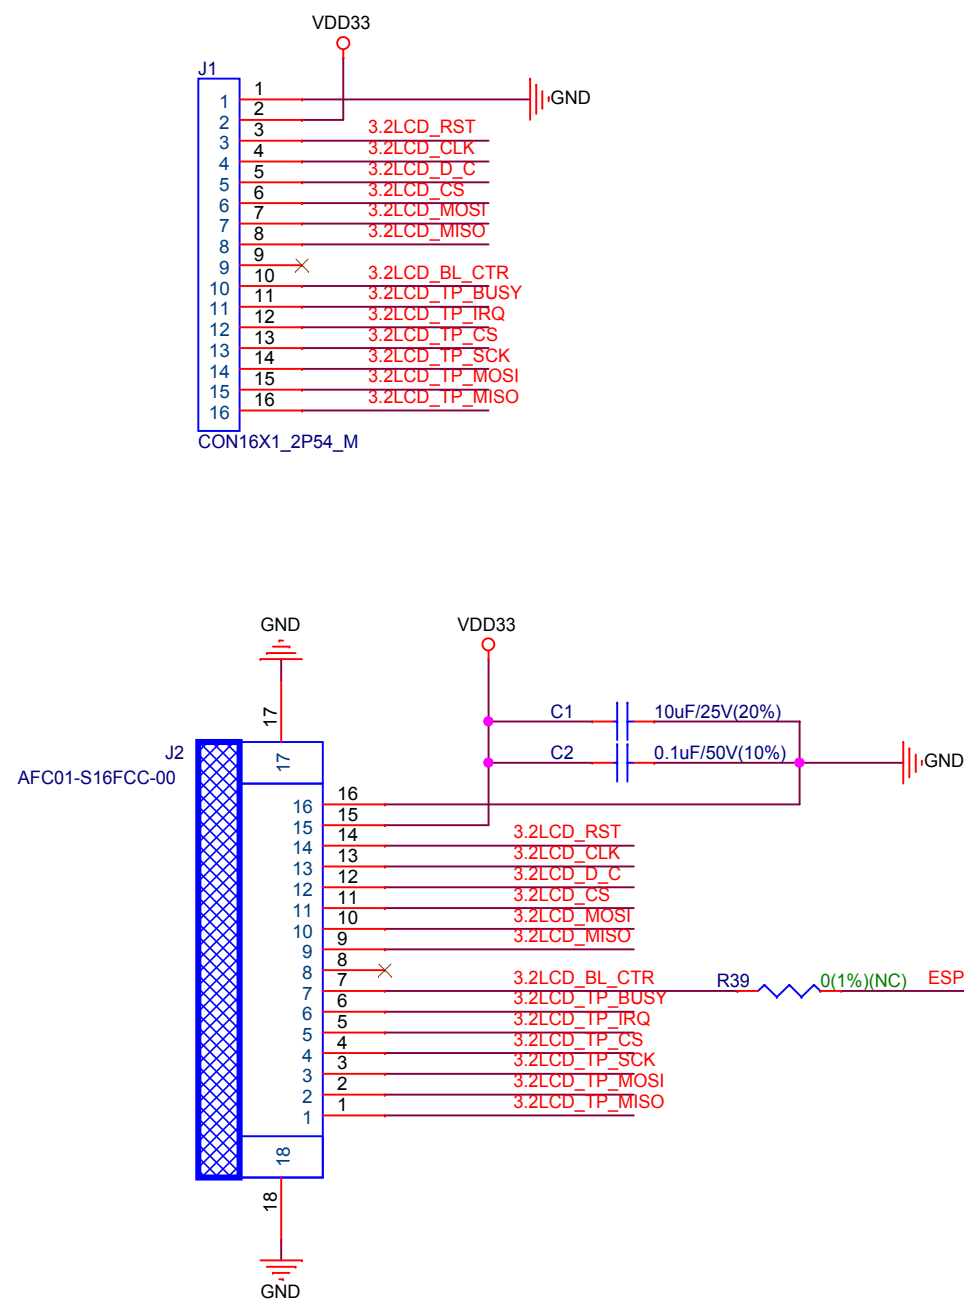 VDD33
J1
1 1 GND
2 2
3 3 3.2LCD_RST
4 4 3.2LCD_CLK
5 5 3.2LCD_D_C
6 6 3.2LCD_CS
7 7 3.2LCD_MOSI
8 8 3.2LCD_MISO
9 9
10 10 3.2LCD_BL_CTR
11 11 3.2LCD_TP_BUSY
12 12 3.2LCD_TP_IRQ
13 13 3.2LCD_TP_CS
14 14 3.2LCD_TP_SCK
15 15 3.2LCD_TP_MOSI
16 16 3.2LCD_TP_MISO
CON16X1_2P54_M
GND
VDD33
17
C1 10uF/25V(20%)
J2 17 C2 0.1uF/50V(10%) GND
AFC01-S16FCC-00
16 16
15 15
14 14 3.2LCD_RST
13 13 3.2LCD_CLK
12 12 3.2LCD_D_C
11 11 3.2LCD_CS
10 10 3.2LCD_MOSI
9 9 3.2LCD_MISO
8 8
7 7 3.2LCD_BL_CTR R39 0(1%)(NC) ESP
6 6 3.2LCD_TP_BUSY
5 5 3.2LCD_TP_IRQ
4 4 3.2LCD_TP_CS
3 3 3.2LCD_TP_SCK
2 2 3.2LCD_TP_MOSI
1 1 3.2LCD_TP_MISO
18
18
GND